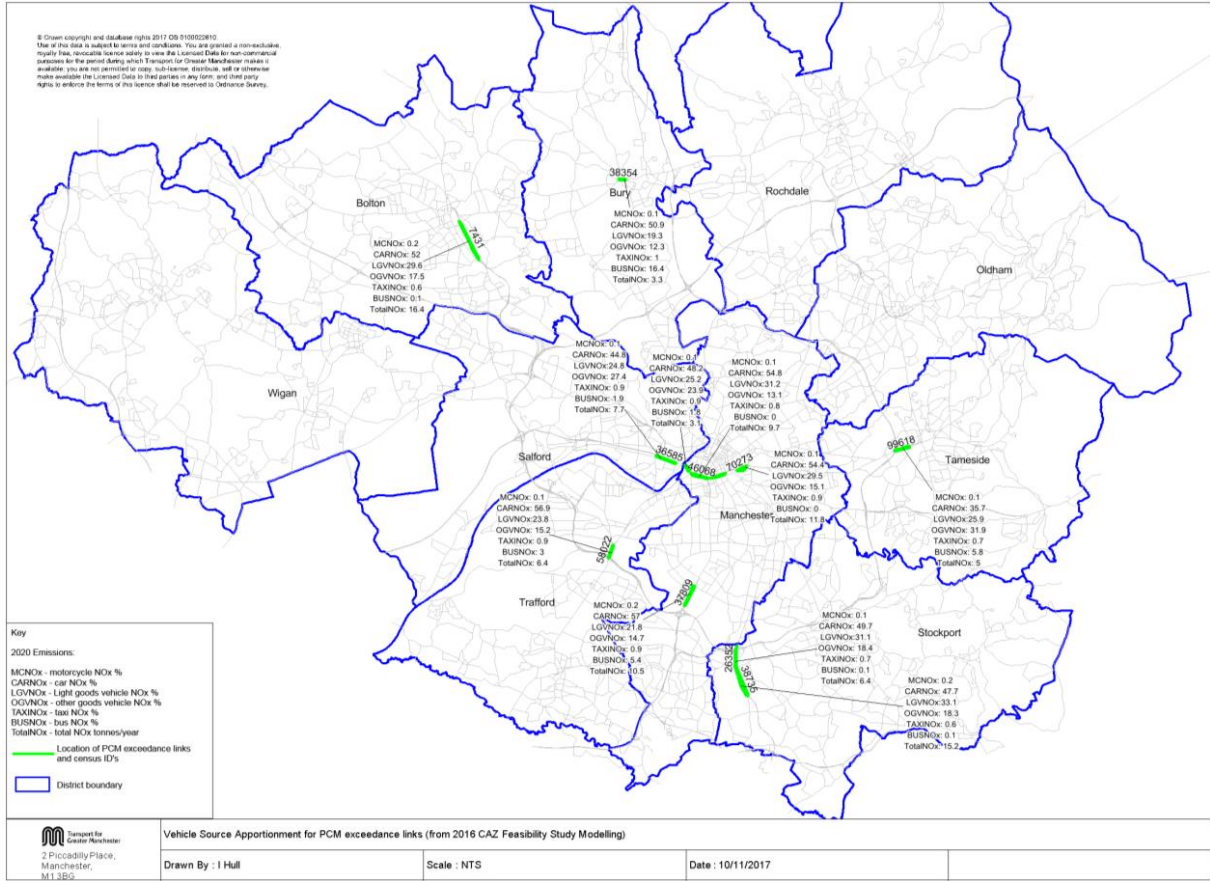 © Crown copyright and database rights 2017 OS 0100022610.
Use of this data is subject to terms and conditions. You are granted a non-exclusive,
royalty free, revocable licence solely to view the Licensed Data for non-commercial
purposes for the period during which Transport for Greater Manchester makes it
available; you are not permitted to copy, sub-license, distribute, sell or otherwise
make available the Licensed Data to third parties in any form; and third party
rights to enforce the terms of this licence shall be reserved to Ordnance Survey.
38354
Bury
Rochdale
Bolton
7431
MCNOx: 0.1
CARNOx: 50.9
LGVNOx: 19.3
OGVNOx: 12.3
TAXINOx: 1
BUSNOx: 16.4
TotalNOx: 3.3
MCNOx: 0.2
CARNOx: 52
LGVNOx:29.6
OGVNOx: 17.5
TAXINOx: 0.6
BUSNOx: 0.1
TotalNOx: 16.4
Oldham
Wigan
MCNOx: 0.1
CARNOx: 44.8
LGVNOx:24.8
OGVNOx: 27.4
TAXINOx: 0.9
BUSNOx: 1.9
TotalNOx: 7.7
MCNOx: 0.1
CARNOx: 48.2
LGVNOx:25.2
OGVNOx: 23.9
TAXINOx: 0.9
BUSNOx: 1.8
TotalNOx: 3.1
MCNOx: 0.1
CARNOx: 54.8
LGVNOx: 31.2
OGVNOx: 13.1
TAXINOx: 0.8
BUSNOx: 0
TotalNOx: 9.7
Salford
36585
46068
70273
99618
Tameside
MCNOx: 0.1
CARNOx: 54.4
LGVNOx:29.5
OGVNOx: 15.1
TAXINOx: 0.9
BUSNOx: 0
TotalNOx: 11.8
Manchester
MCNOx: 0.1
CARNOx: 56.9
LGVNOx:23.8
OGVNOx: 15.2
TAXINOx: 0.9
BUSNOx: 3
TotalNOx: 6.4
58022
MCNOx: 0.1
CARNOx: 35.7
LGVNOx:25.9
OGVNOx: 31.9
TAXINOx: 0.7
BUSNOx: 5.8
TotalNOx: 5
Trafford
37809
MCNOx: 0.2
CARNOx: 57
LGVNOx:21.8
OGVNOx: 14.7
TAXINOx: 0.9
BUSNOx: 5.4
TotalNOx: 10.5
MCNOx: 0.1
CARNOx: 49.7
LGVNOx:31.1
OGVNOx: 18.4
TAXINOx: 0.7
BUSNOx: 0.1
TotalNOx: 6.4
Stockport
26352
38735
MCNOx: 0.2
CARNOx: 47.7
LGVNOx: 33.1
OGVNOx: 18.3
TAXINOx: 0.6
BUSNOx: 0.1
TotalNOx: 15.2
Key
2020 Emissions:
MCNOx - motorcycle NOx %
CARNOx - car NOx %
LGVNOx - Light goods vehicle NOx %
OGVNOx - other goods vehicle NOx %
TAXINOx - taxi NOx %
BUSNOx - bus NOx %
TotalNOx - total NOx tonnes/year
Location of PCM exceedance links
and census ID's
District boundary
Transport for
Greater Manchester
2 Piccadilly Place,
Manchester,
M1 3BG
Vehicle Source Apportionment for PCM exceedance links (from 2016 CAZ Feasibility Study Modelling)
Drawn By : I Hull
Scale : NTS
Date : 10/11/2017